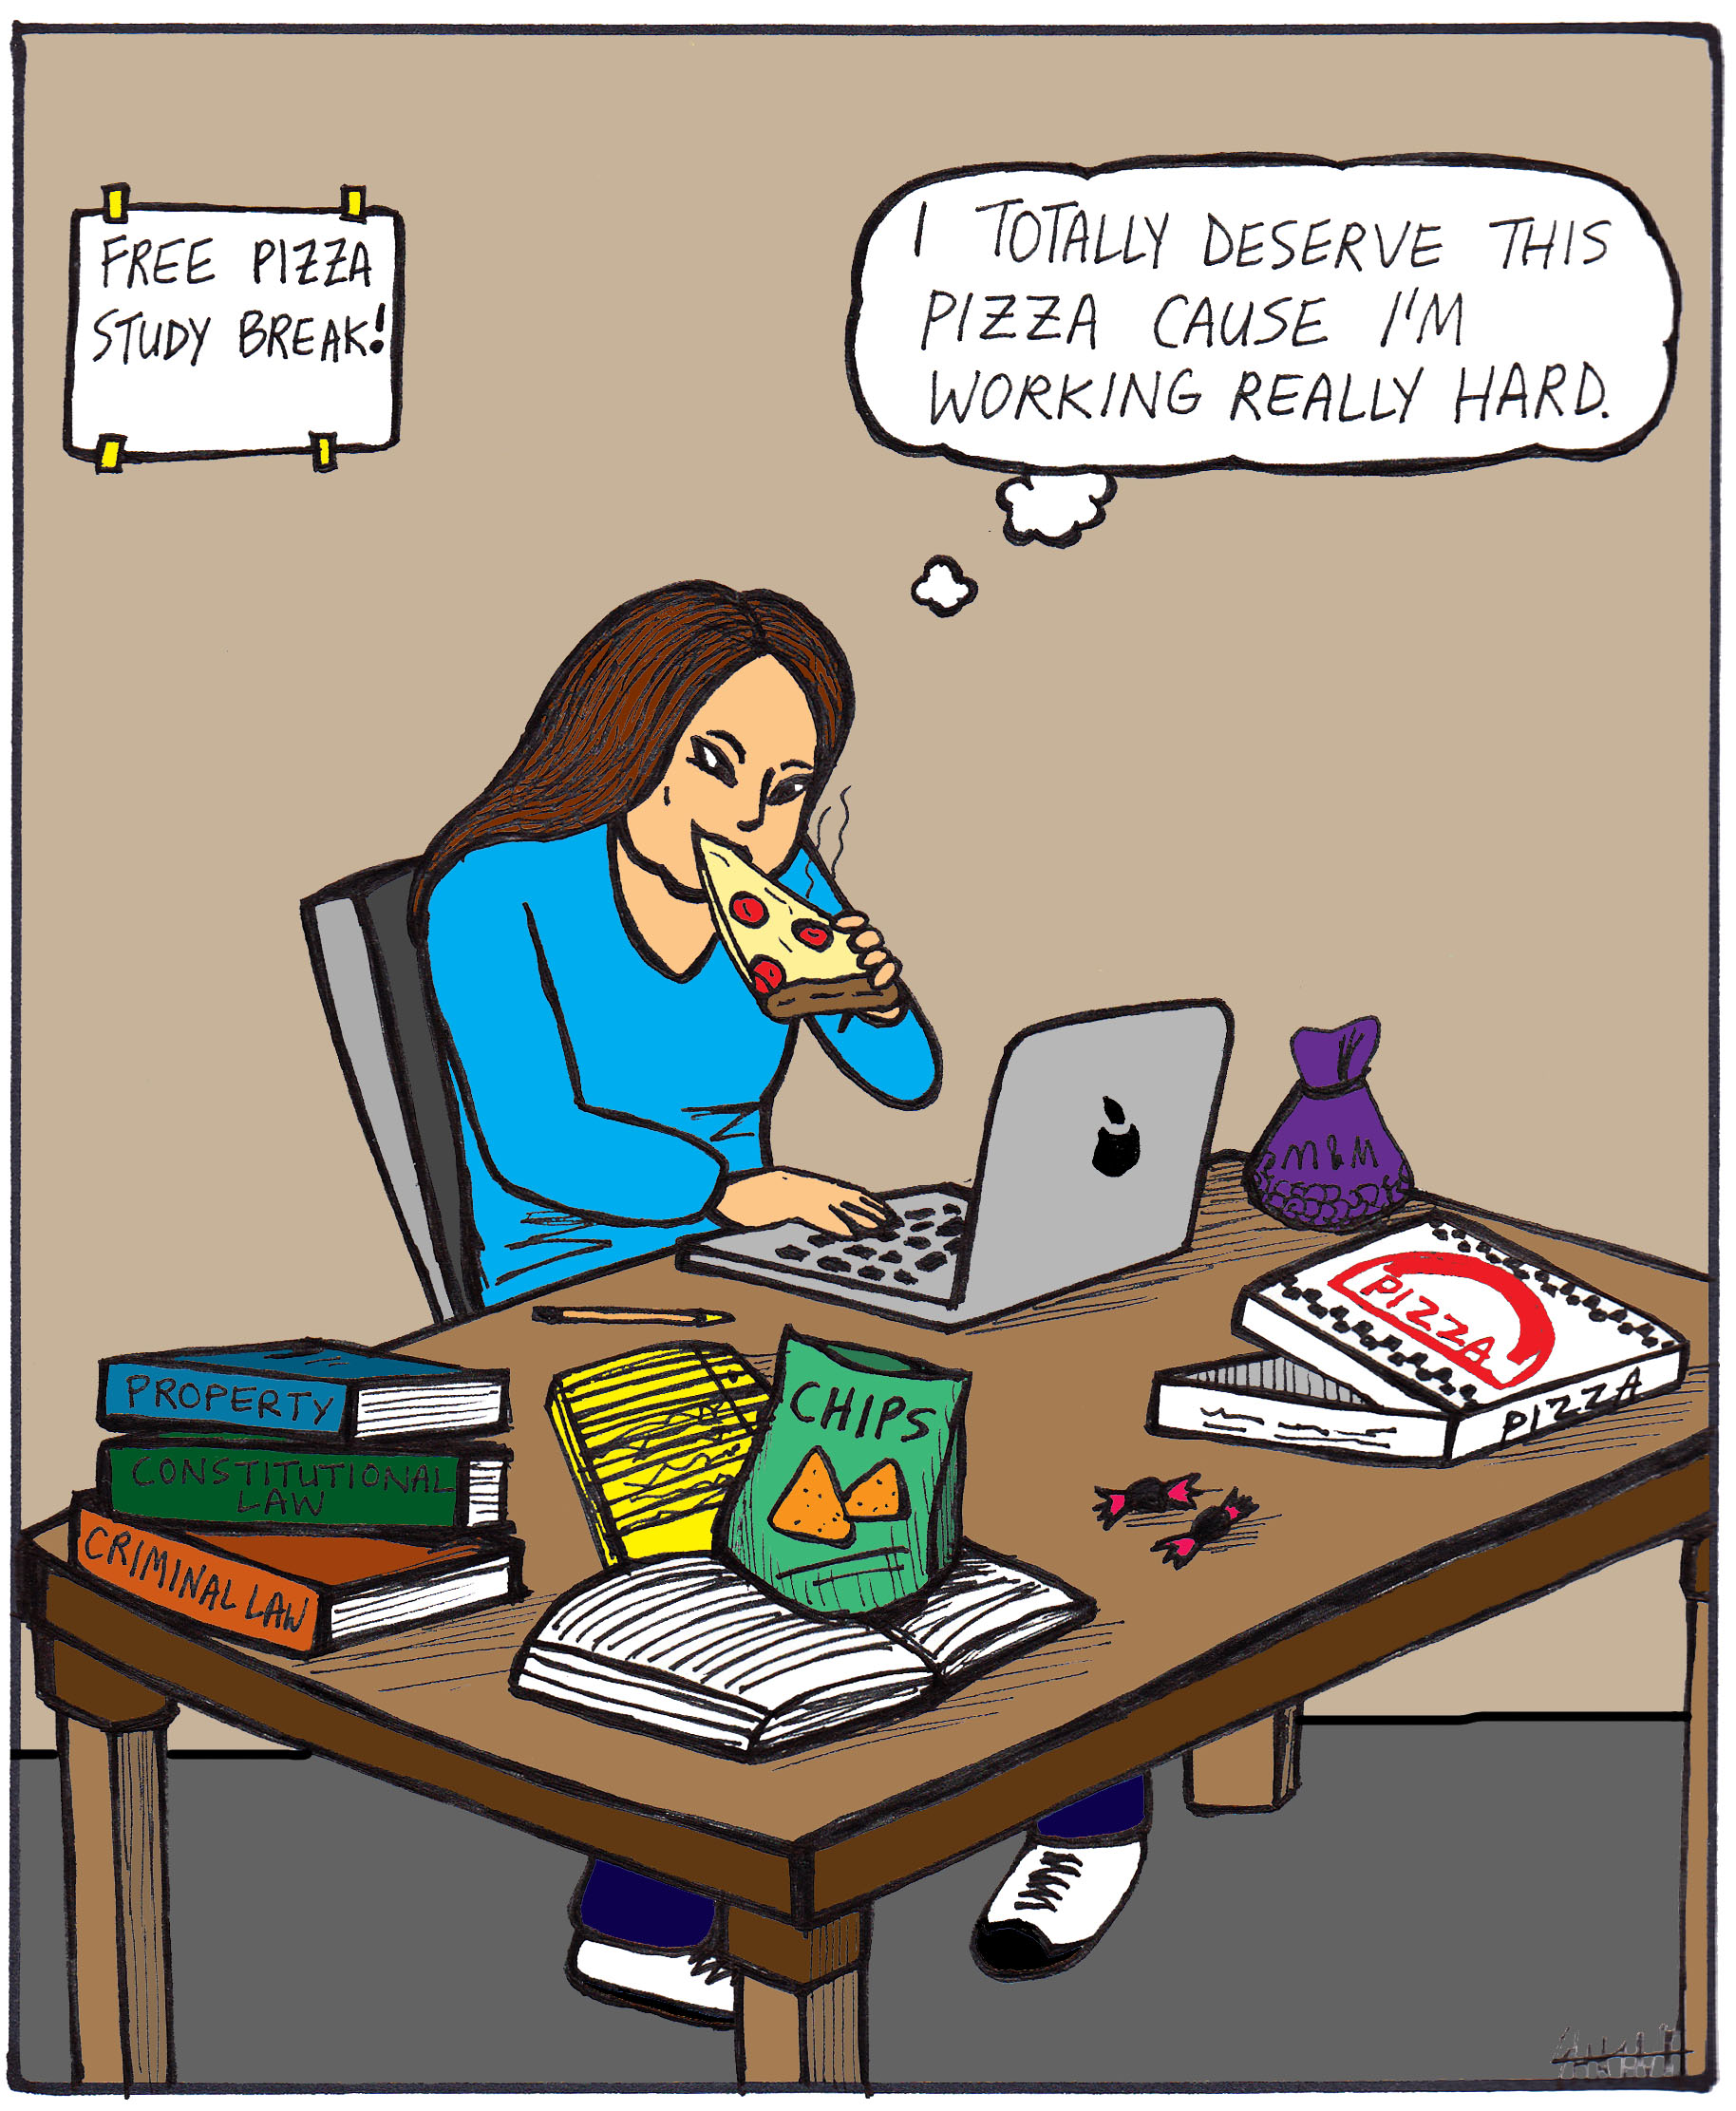 FREE PIZZA
STUDY BREAK!
I TOTALLY DESERVE THIS
PIZZA CAUSE I'M
WORKING REALLY HARD.
M&M
PIZZA
PIZZA
CHIPS
PROPERTY
CONSTITUTIONAL
LAW
CRIMINAL LAW